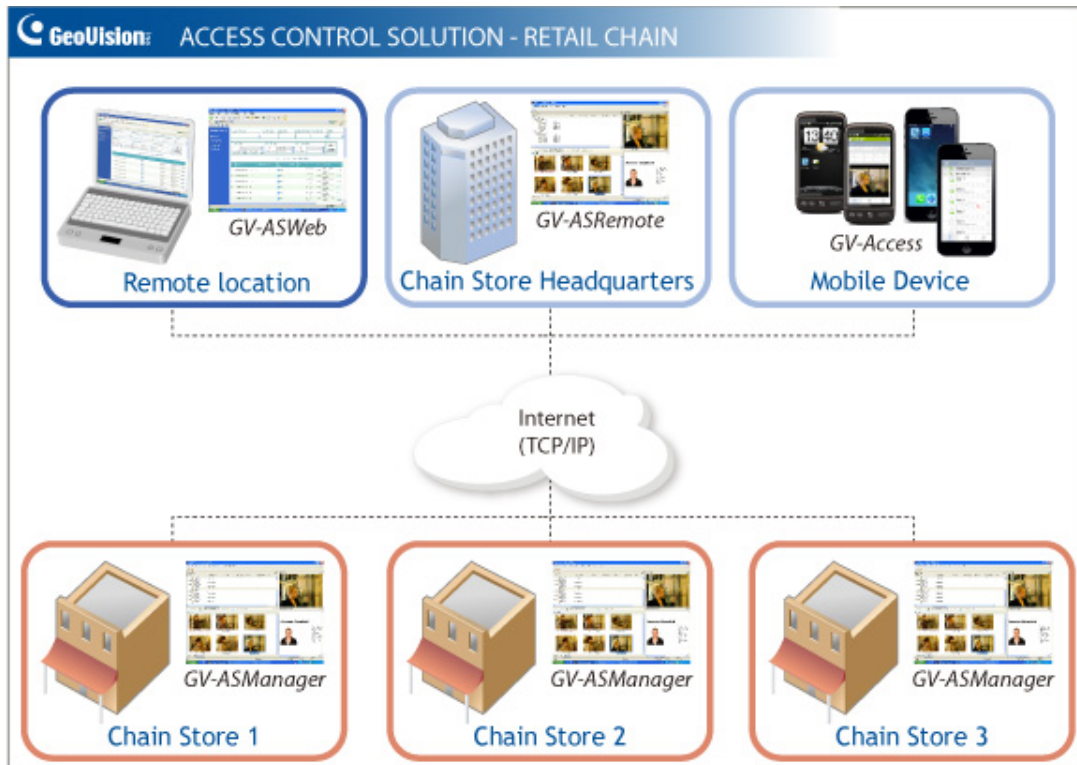 GeoVision Inc. ACCESS CONTROL SOLUTION - RETAIL CHAIN
GV-ASWeb
Remote location
GV-ASRemote
Chain Store Headquarters
GV-Access
Mobile Device
Internet
(TCP/IP)
GV-ASManager
Chain Store 1
GV-ASManager
Chain Store 2
GV-ASManager
Chain Store 3